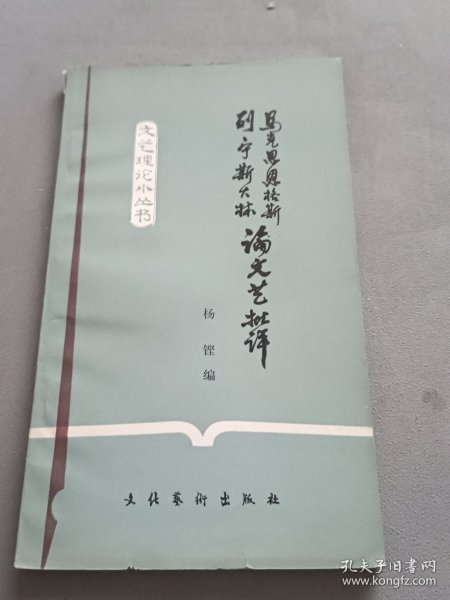 马克思恩格斯
列宁斯大林
论文艺批评
杨铿编
文艺理论小丛书
文化艺术出版社
孔夫子旧书网
www.kongfz.com